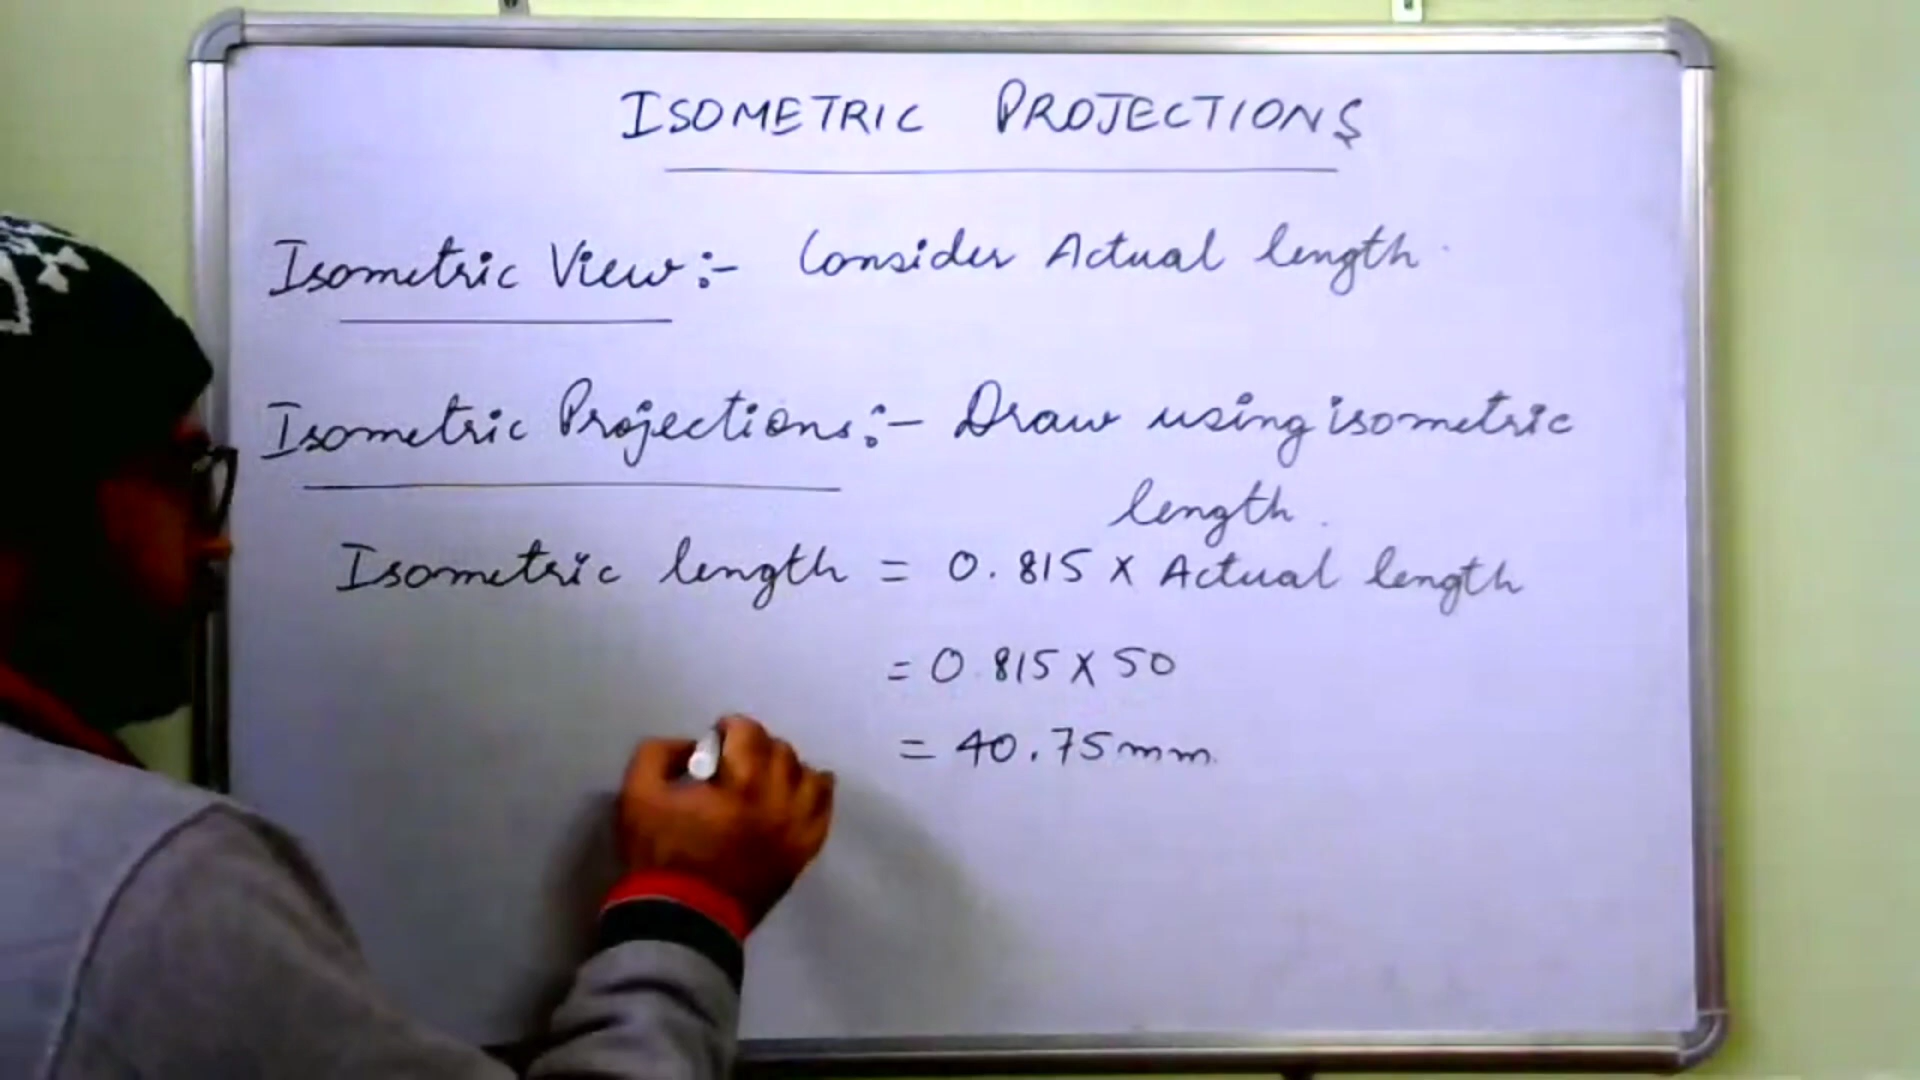 ISOMETRIC PROJECTIONS
Isometric View:- Consider Actual length
Isometric Projections:- Draw using isometric
length.
Isometric length = 0.815 x Actual length
= 0.815 x 50
= 40.75mm